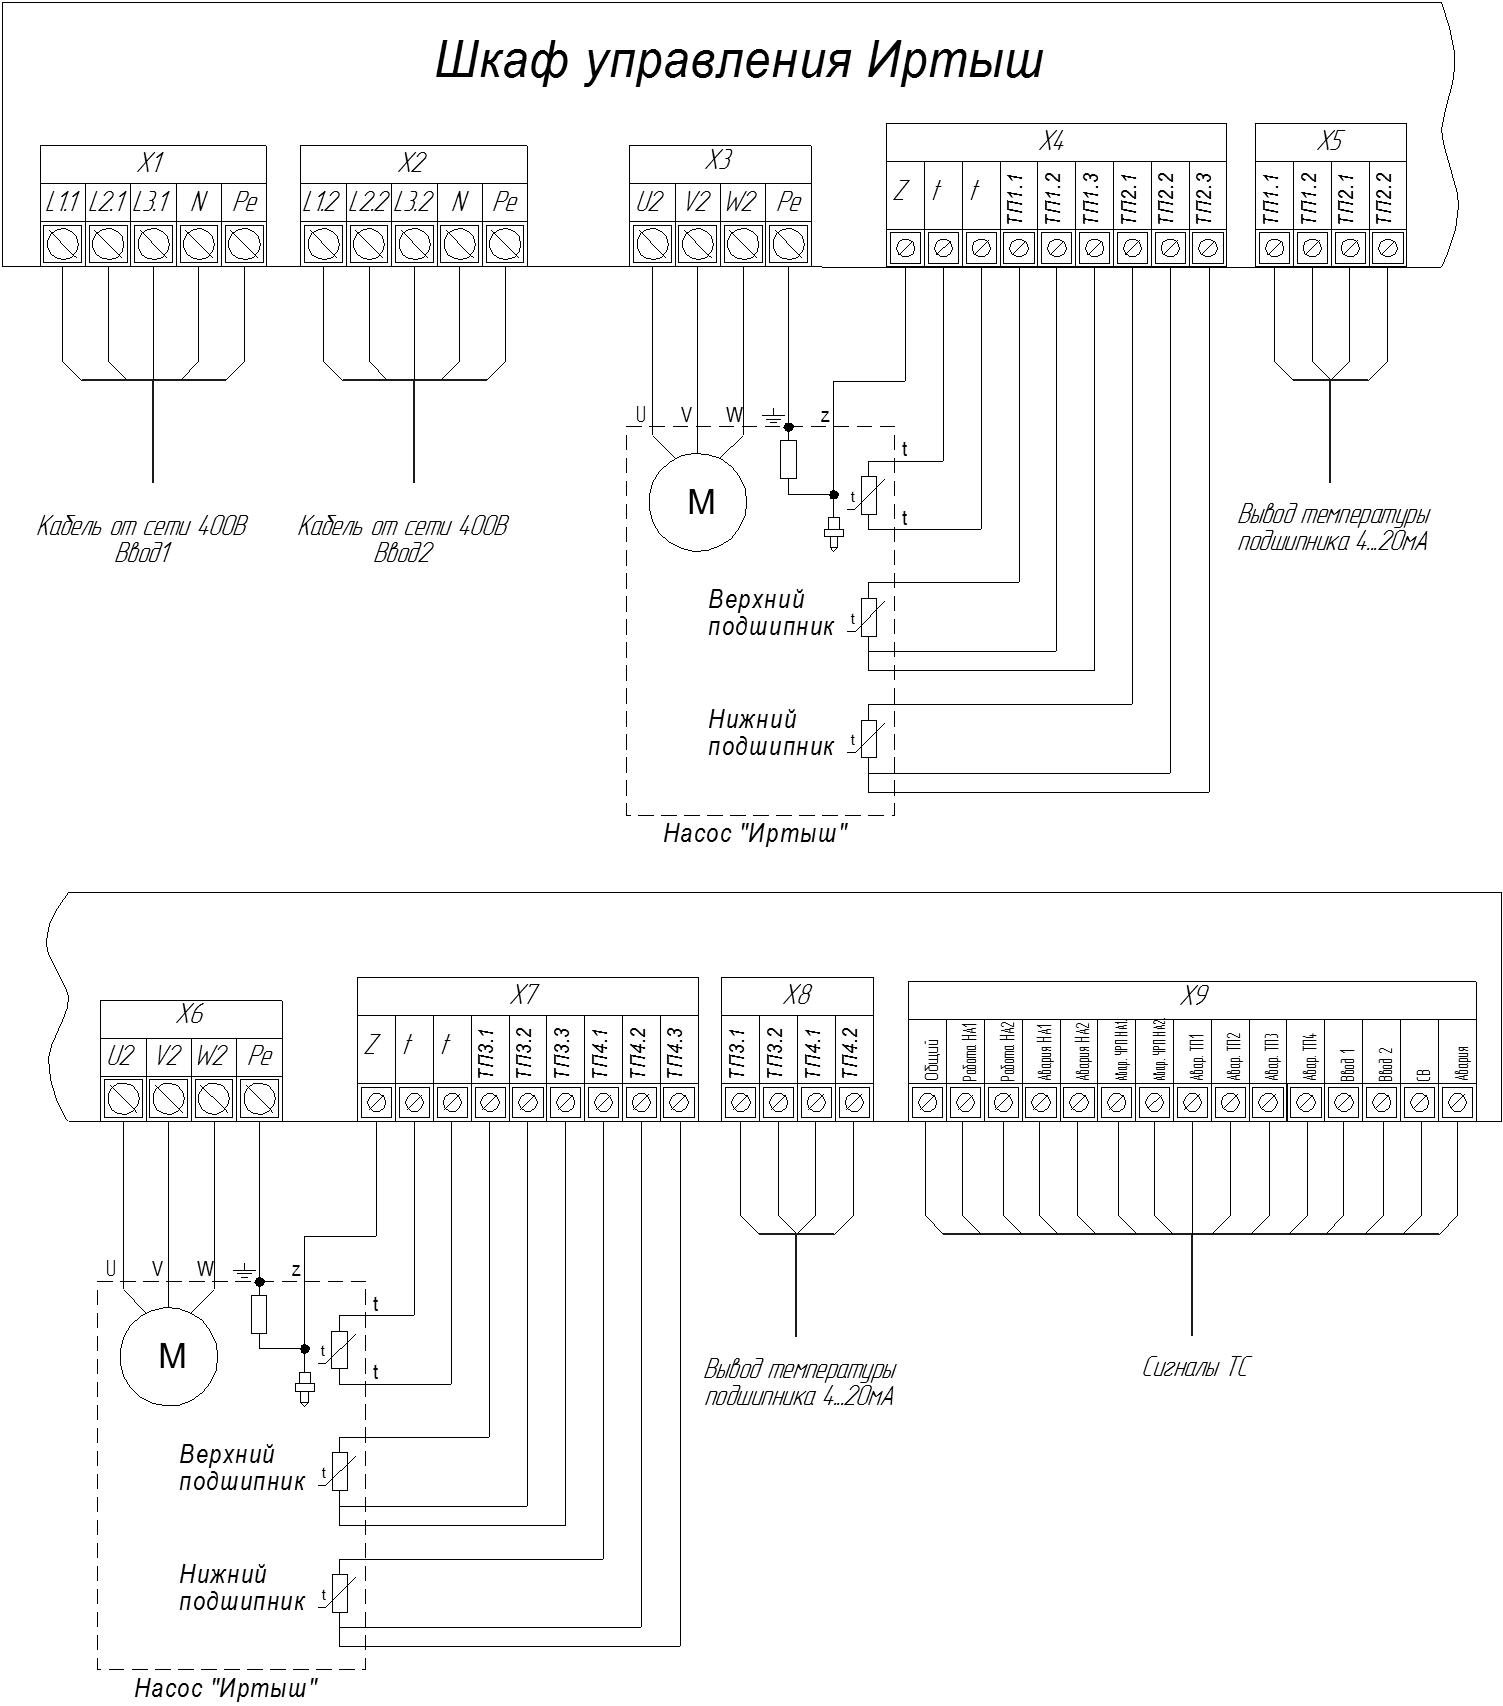 Шкаф управления Иртыш
X1
L1.1 L2.1 L3.1 N Pe
X2
L1.2 L2.2 L3.2 N Pe
X3
U2 V2 W2 Pe
X4
Z t t ТП1.1 ТП1.2 ТП1.3 ТП2.1 ТП2.2 ТП2.3
X5
ТП1.1 ТП1.2 ТП2.1 ТП2.2
U V W z
t
M
t
t
Кабель от сети 400В
Ввод1
Кабель от сети 400В
Ввод2
Вывод температуры
подшипника 4...20мА
Верхний
подшипник
t
Нижний
подшипник
t
Насос "Иртыш"
X6
U2 V2 W2 Pe
X7
Z t t ТП3.1 ТП3.2 ТП3.3 ТП4.1 ТП4.2 ТП4.3
X8
ТП3.1 ТП3.2 ТП4.1 ТП4.2
X9
Общий Работа НА1 Работа НА2 Авария НА1 Авария НА2 Авар. ЧРП НА1. Авар. ЧРП НА2. Авар. ТП1 Авар. ТП2 Авар. ТП3 Авар. ТП4 Ввод 1 Ввод 2 СВ Авария
U V W z
t
M
t
t
Вывод температуры
подшипника 4...20мА
Сигналы ТС
Верхний
подшипник
t
Нижний
подшипник
t
Насос "Иртыш"